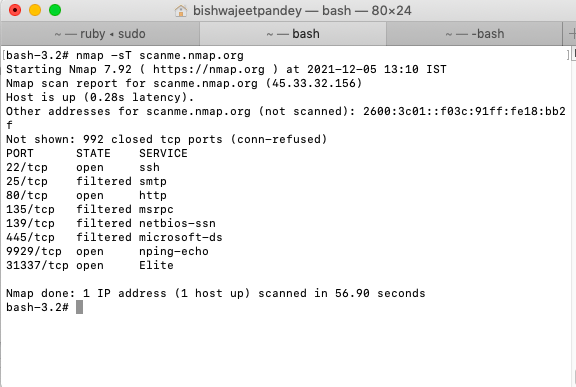 bishwajeetpandey — bash — 80×24
~ — ruby ◂ sudo
~ — bash
~ — -bash
[bash-3.2# nmap -sT scanme.nmap.org ]
Starting Nmap 7.92 ( https://nmap.org ) at 2021-12-05 13:10 IST
Nmap scan report for scanme.nmap.org (45.33.32.156)
Host is up (0.28s latency).
Other addresses for scanme.nmap.org (not scanned): 2600:3c01::f03c:91ff:fe18:bb2
f
Not shown: 992 closed tcp ports (conn-refused)
PORT      STATE    SERVICE
22/tcp    open     ssh
25/tcp    filtered smtp
80/tcp    open     http
135/tcp   filtered msrpc
139/tcp   filtered netbios-ssn
445/tcp   filtered microsoft-ds
9929/tcp  open     nping-echo
31337/tcp open     Elite
Nmap done: 1 IP address (1 host up) scanned in 56.90 seconds
bash-3.2#